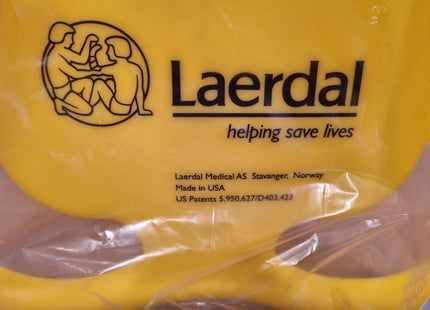 Laerdal
helping save lives
Laerdal Medical AS Stavanger, Norway
Made in USA
US Patents 5,950,627/D403,423